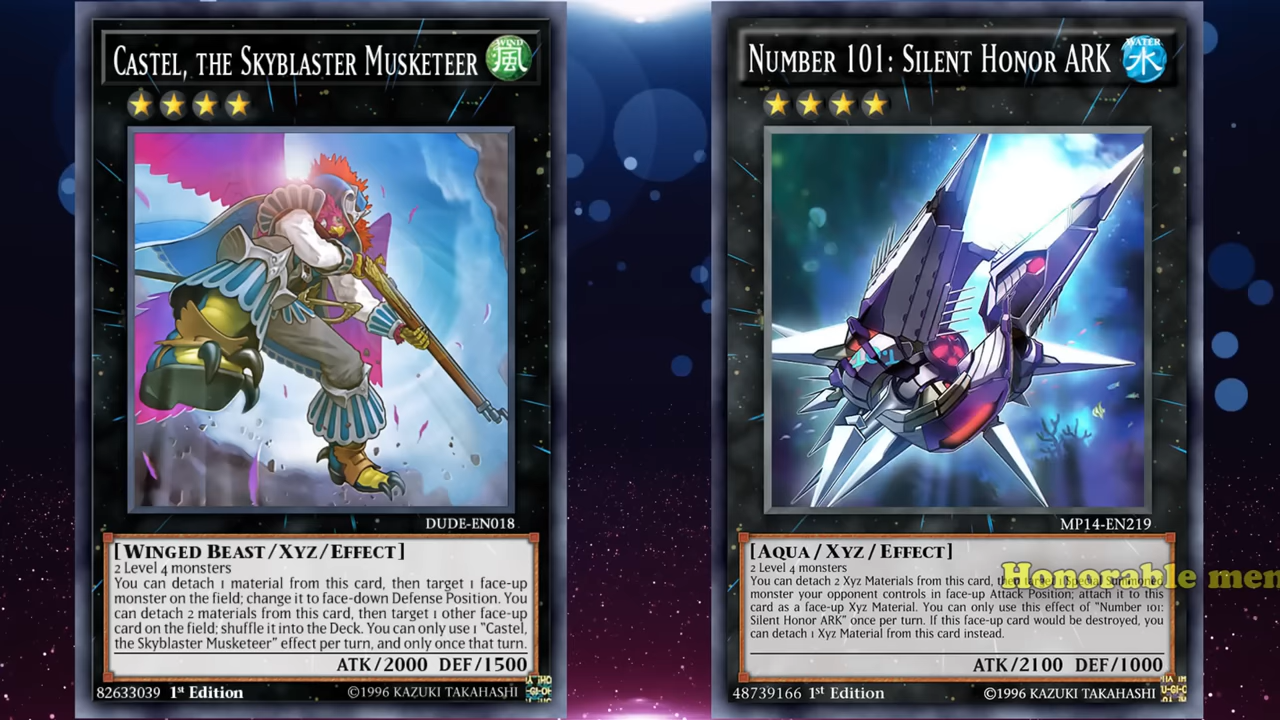 CASTEL, THE SKYBLASTER MUSKETEER
WIND
風
DUDE-EN018
[WINGED BEAST/XYZ/EFFECT]
2 Level 4 monsters
You can detach 1 material from this card, then target 1 face-up
monster on the field; change it to face-down Defense Position. You
can detach 2 materials from this card, then target 1 other face-up
card on the field; shuffle it into the Deck. You can only use 1 "Castel,
the Skyblaster Musketeer" effect per turn, and only once that turn.
ATK/2000 DEF/1500
82633039 1st Edition
©1996 KAZUKI TAKAHASHI
NUMBER 101: SILENT HONOR ARK
WATER
水
MP14-EN219
[AQUA/XYZ/EFFECT]
2 Level 4 monsters
You can detach 2 Xyz Materials from this card, then target 1 Special Summoned
monster your opponent controls in face-up Attack Position; attach it to this
card as a face-up Xyz Material. You can only use this effect of "Number 101:
Silent Honor ARK" once per turn. If this face-up card would be destroyed, you
can detach 1 Xyz Material from this card instead.
ATK/2100 DEF/1000
48739166 1st Edition
©1996 KAZUKI TAKAHASHI
Honorable men